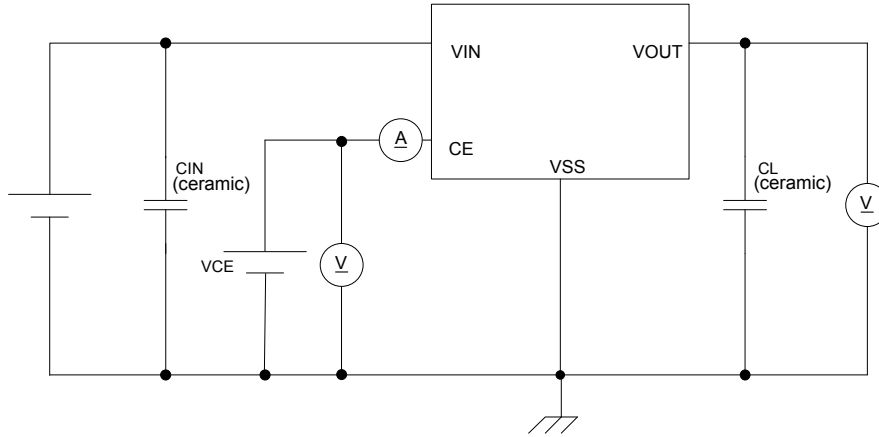 VIN
VOUT
A
CE
VSS
CIN
(ceramic)
CL
(ceramic)
V
VCE
V